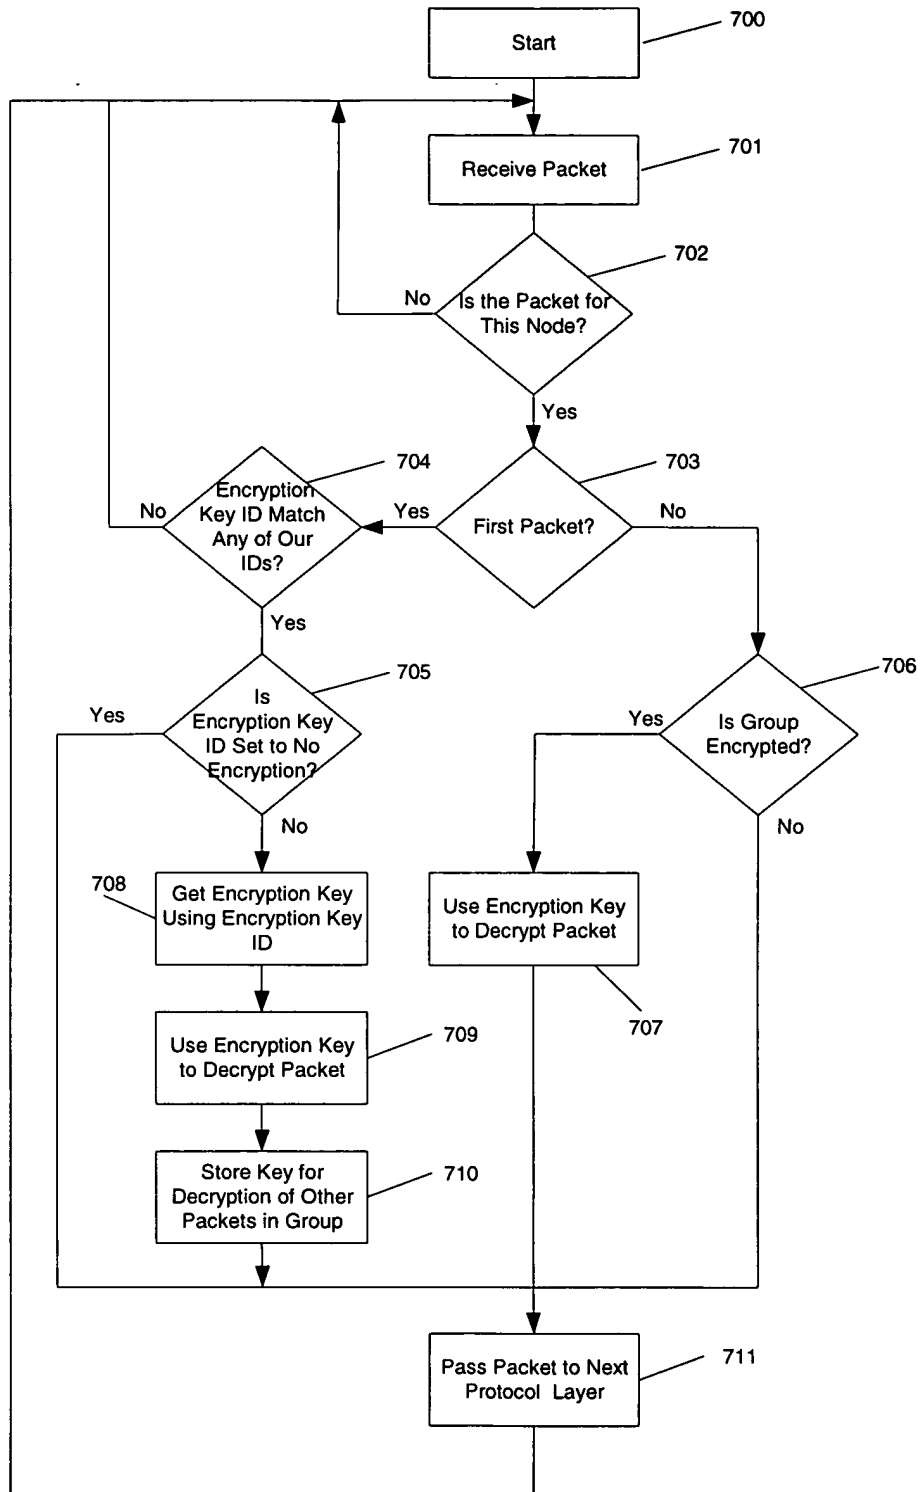 Start
700
Receive Packet
701
702
Is the Packet for
This Node?
No
Yes
703
First Packet?
Yes
No
704
Encryption
Key ID Match
Any of Our
IDs?
No
Yes
705
Is
Encryption Key
ID Set to No
Encryption?
Yes
No
706
Is Group
Encrypted?
Yes
No
708
Get Encryption Key
Using Encryption Key
ID
Use Encryption Key
to Decrypt Packet
707
Use Encryption Key
to Decrypt Packet
709
Store Key for
Decryption of Other
Packets in Group
710
Pass Packet to Next
Protocol Layer
711